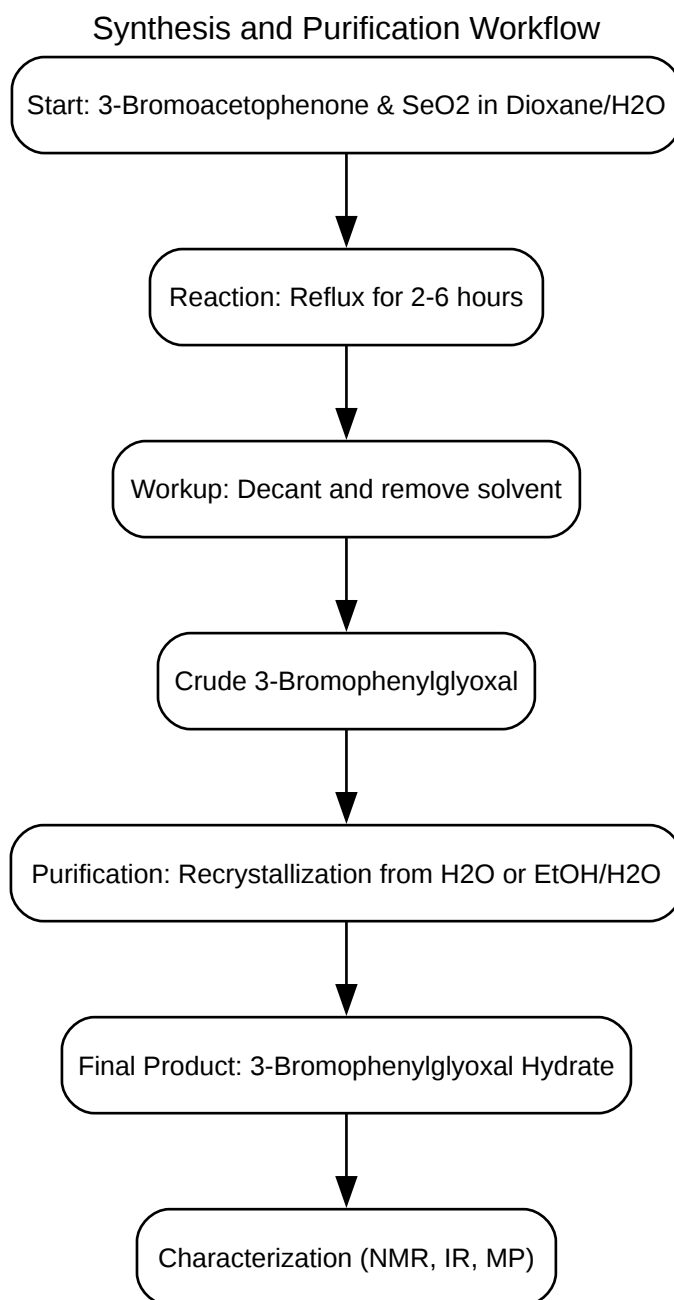 Synthesis and Purification Workflow
Start: 3-Bromoacetophenone & SeO2 in Dioxane/H2O
Reaction: Reflux for 2-6 hours
Workup: Decant and remove solvent
Crude 3-Bromophenylglyoxal
Purification: Recrystallization from H2O or EtOH/H2O
Final Product: 3-Bromophenylglyoxal Hydrate
Characterization (NMR, IR, MP)